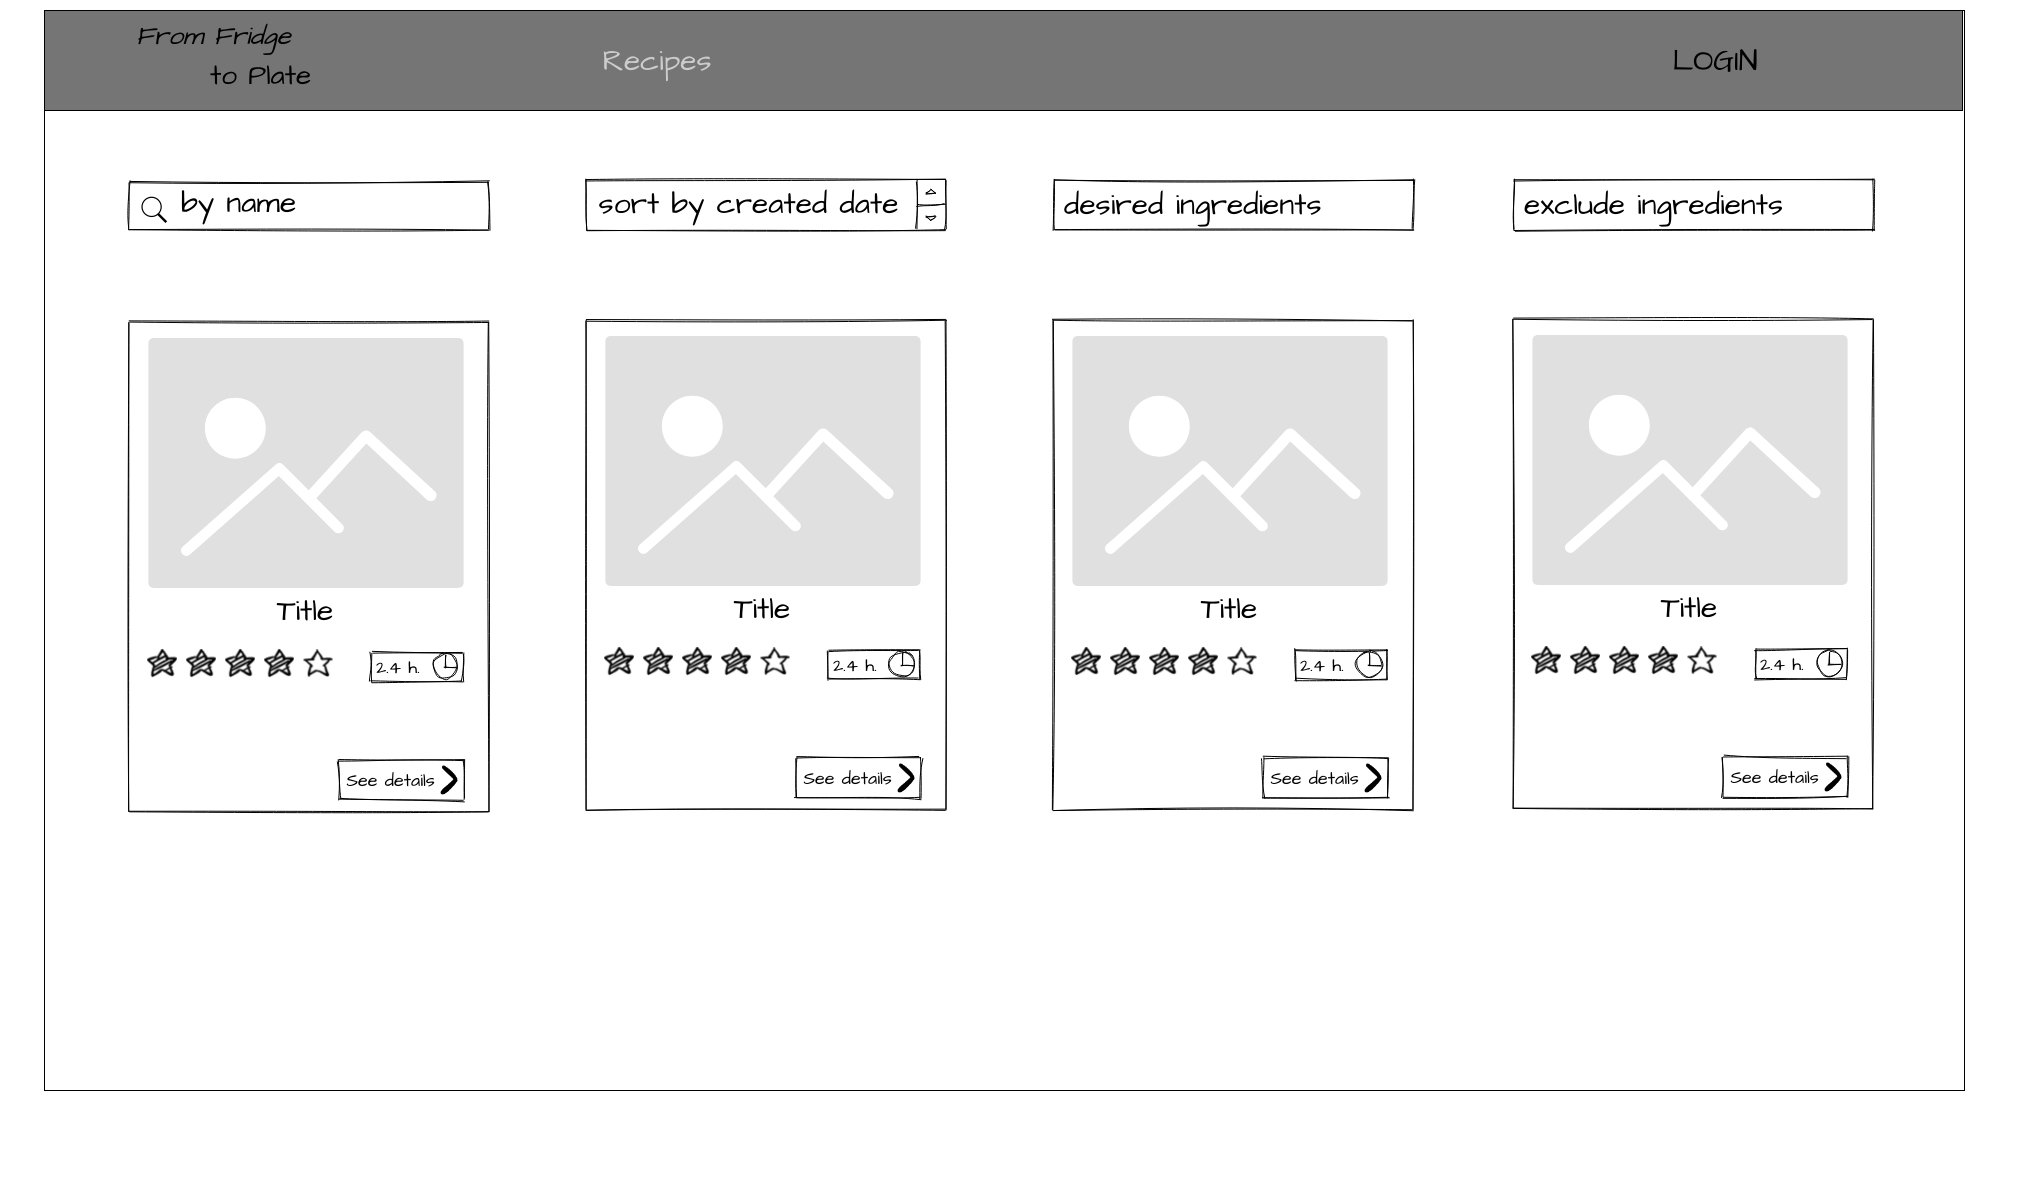 From Fridge
to Plate
Recipes
LOGIN
by name
sort by created date
desired ingredients
exclude ingredients
Title
Title
Title
Title
2.4 h.
2.4 h.
2.4 h.
2.4 h.
See details
See details
See details
See details